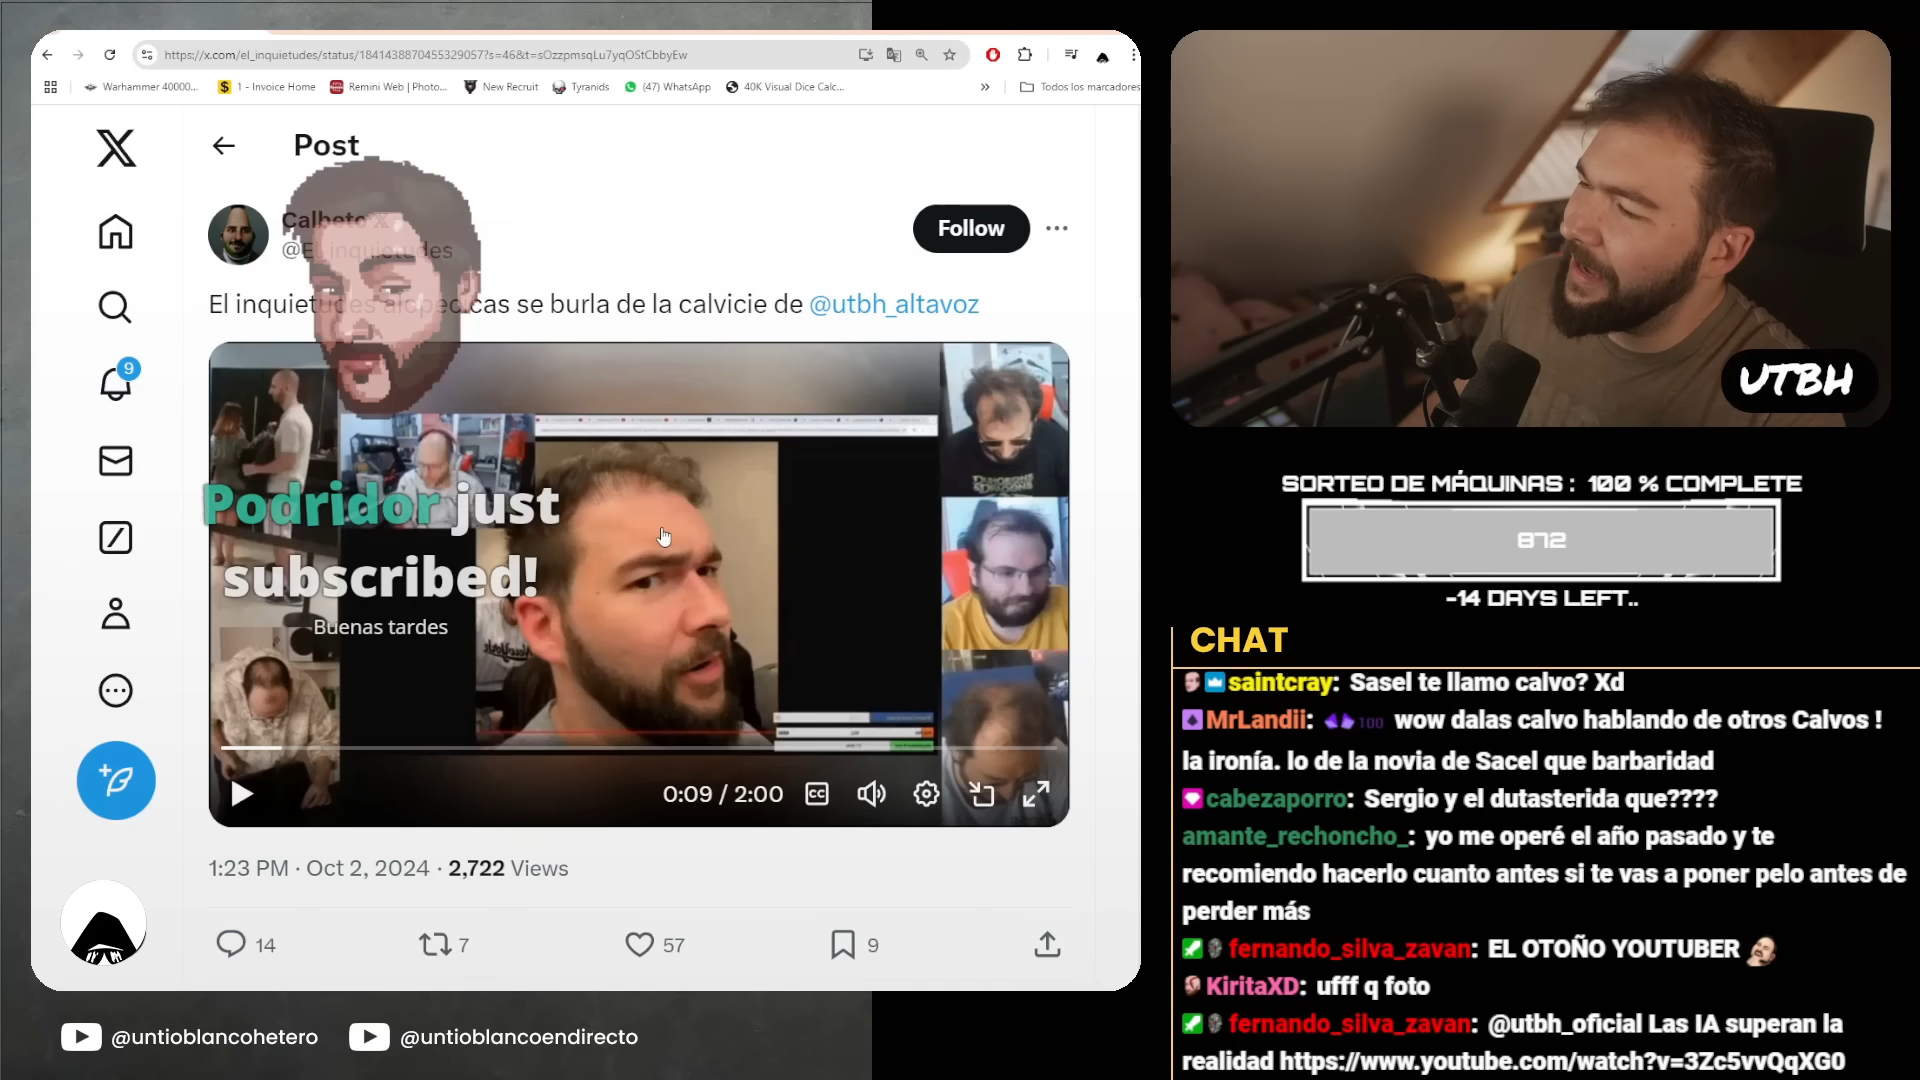 https://x.com/el_inquietudes/status/1841438870455329057?s=46&t=sOzzpmsqLu7yqOStCbbyEw
Warhammer 40000... 1 - Invoice Home Remini Web | Photo... New Recruit Tyranids (47) WhatsApp 40K Visual Dice Calc... » Todos los marcadores
Post
Calbeto X
@El_inquietudes
Follow
El inquietudes alopecicas se burla de la calvicie de @utbh_altavoz
9
Podridor just
subscribed!
Buenas tardes
0:09 / 2:00
CC
1:23 PM · Oct 2, 2024 · 2,722 Views
14 7 57 9
@untioblancohetero @untioblancoendirecto
UTBH
SORTEO DE MÁQUINAS : 100 % COMPLETE
872
-14 DAYS LEFT..
CHAT
saintcray: Sasel te llamo calvo? Xd
MrLandii: 100 wow dalas calvo hablando de otros Calvos !
la ironía. lo de la novia de Sacel que barbaridad
cabezaporro: Sergio y el dutasterida que????
amante_rechoncho_: yo me operé el año pasado y te
recomiendo hacerlo cuanto antes si te vas a poner pelo antes de
perder más
fernando_silva_zavan: EL OTOÑO YOUTUBER
KiritaXD: ufff q foto
fernando_silva_zavan: @utbh_oficial Las IA superan la
realidad https://www.youtube.com/watch?v=3Zc5vvQqXG0